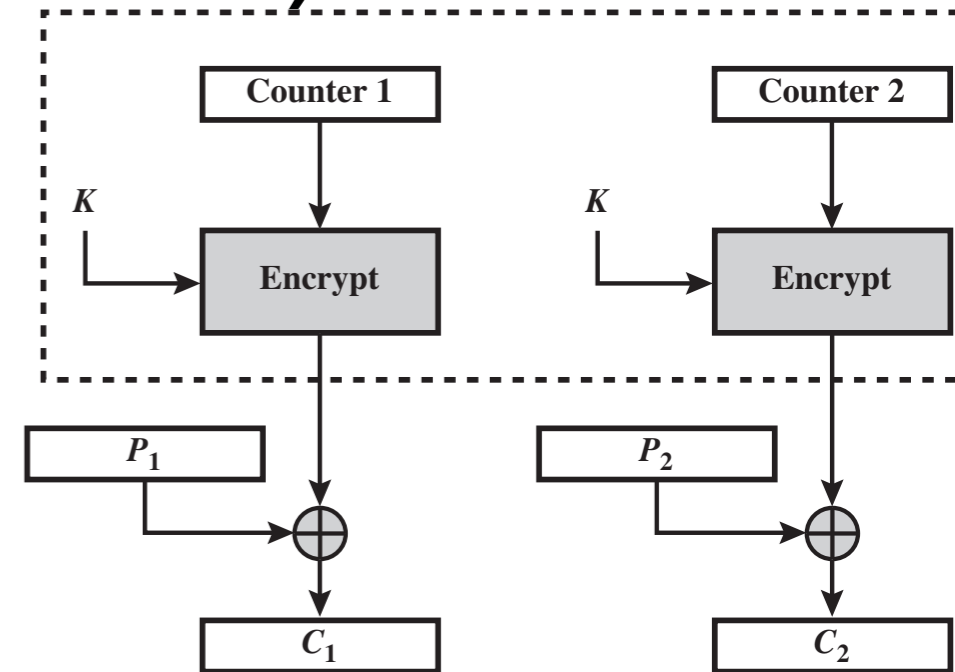 Counter 1 Counter 2
K K
Encrypt Encrypt
P₁ P₂
C₁ C₂